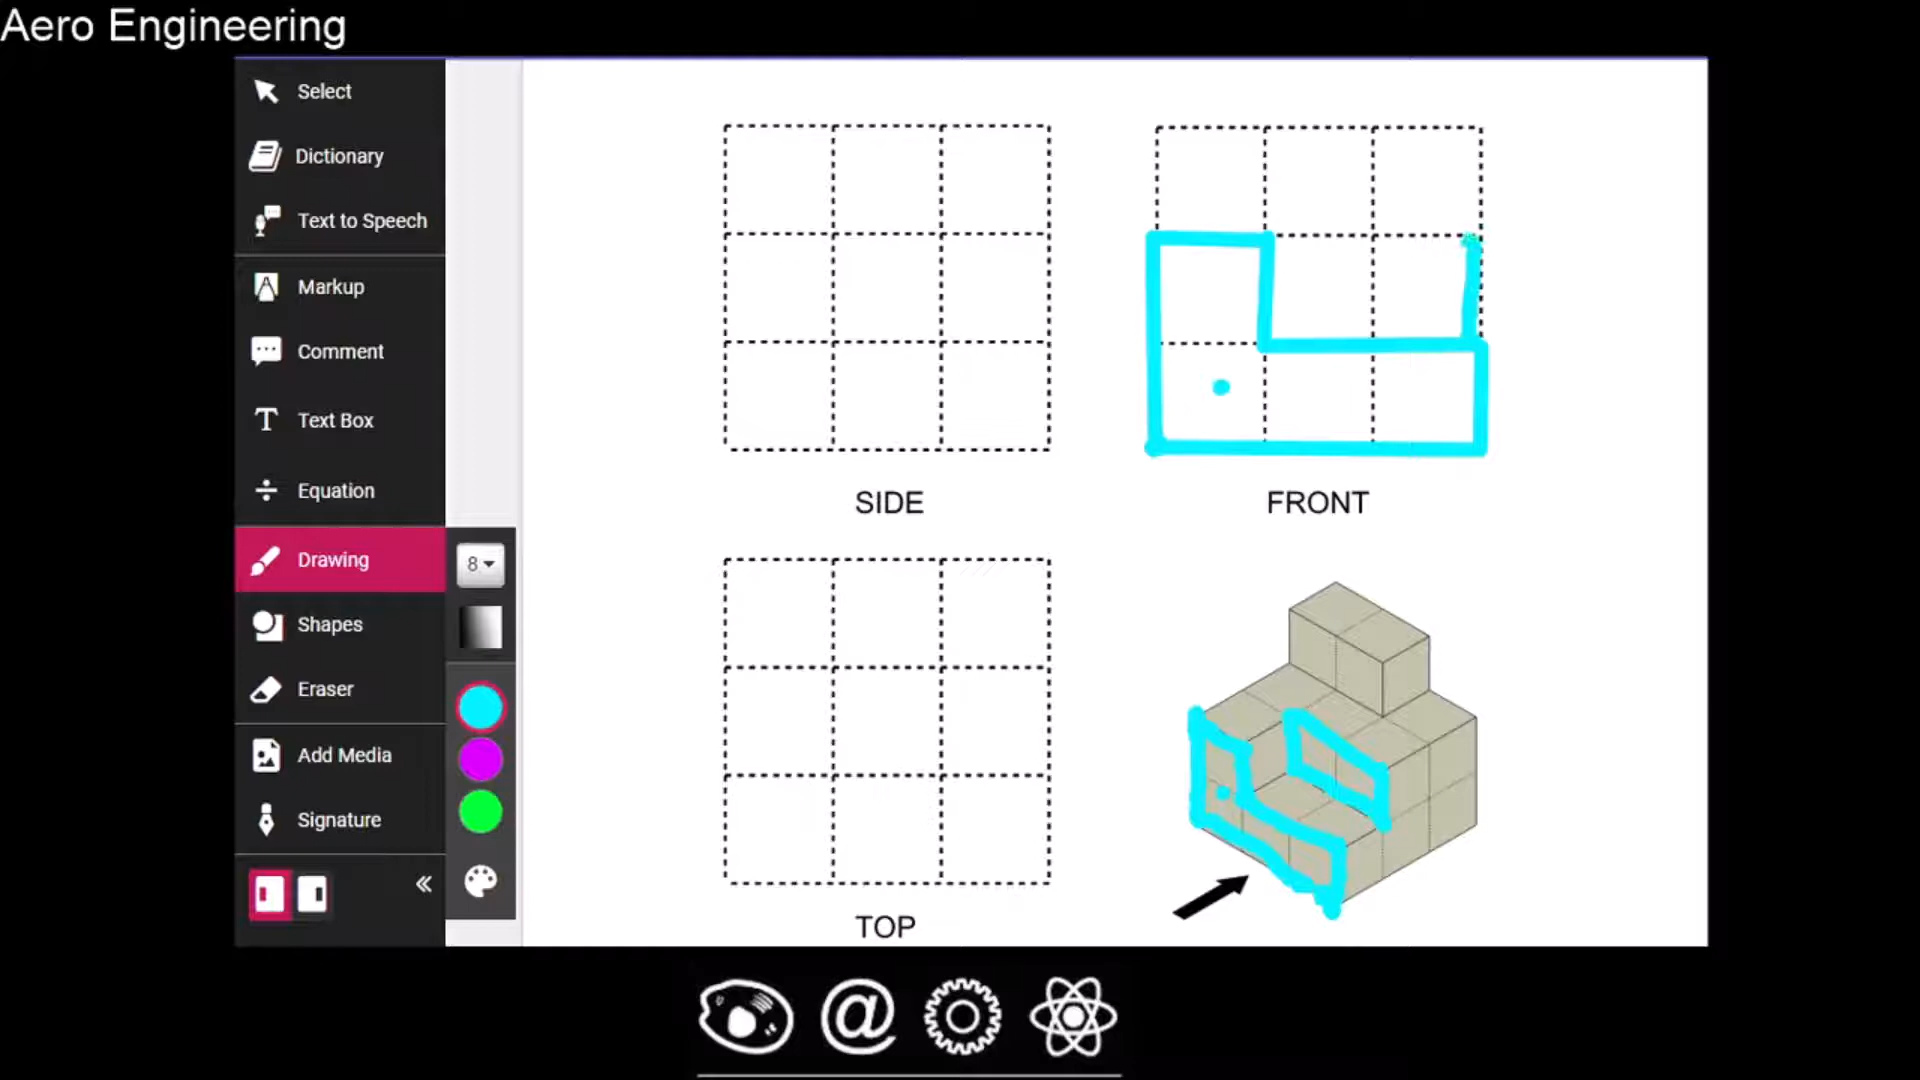 Aero Engineering
Select
Dictionary
Text to Speech
Markup
Comment
Text Box
Equation
Drawing
8
Shapes
Eraser
Add Media
Signature
SIDE
FRONT
TOP
@